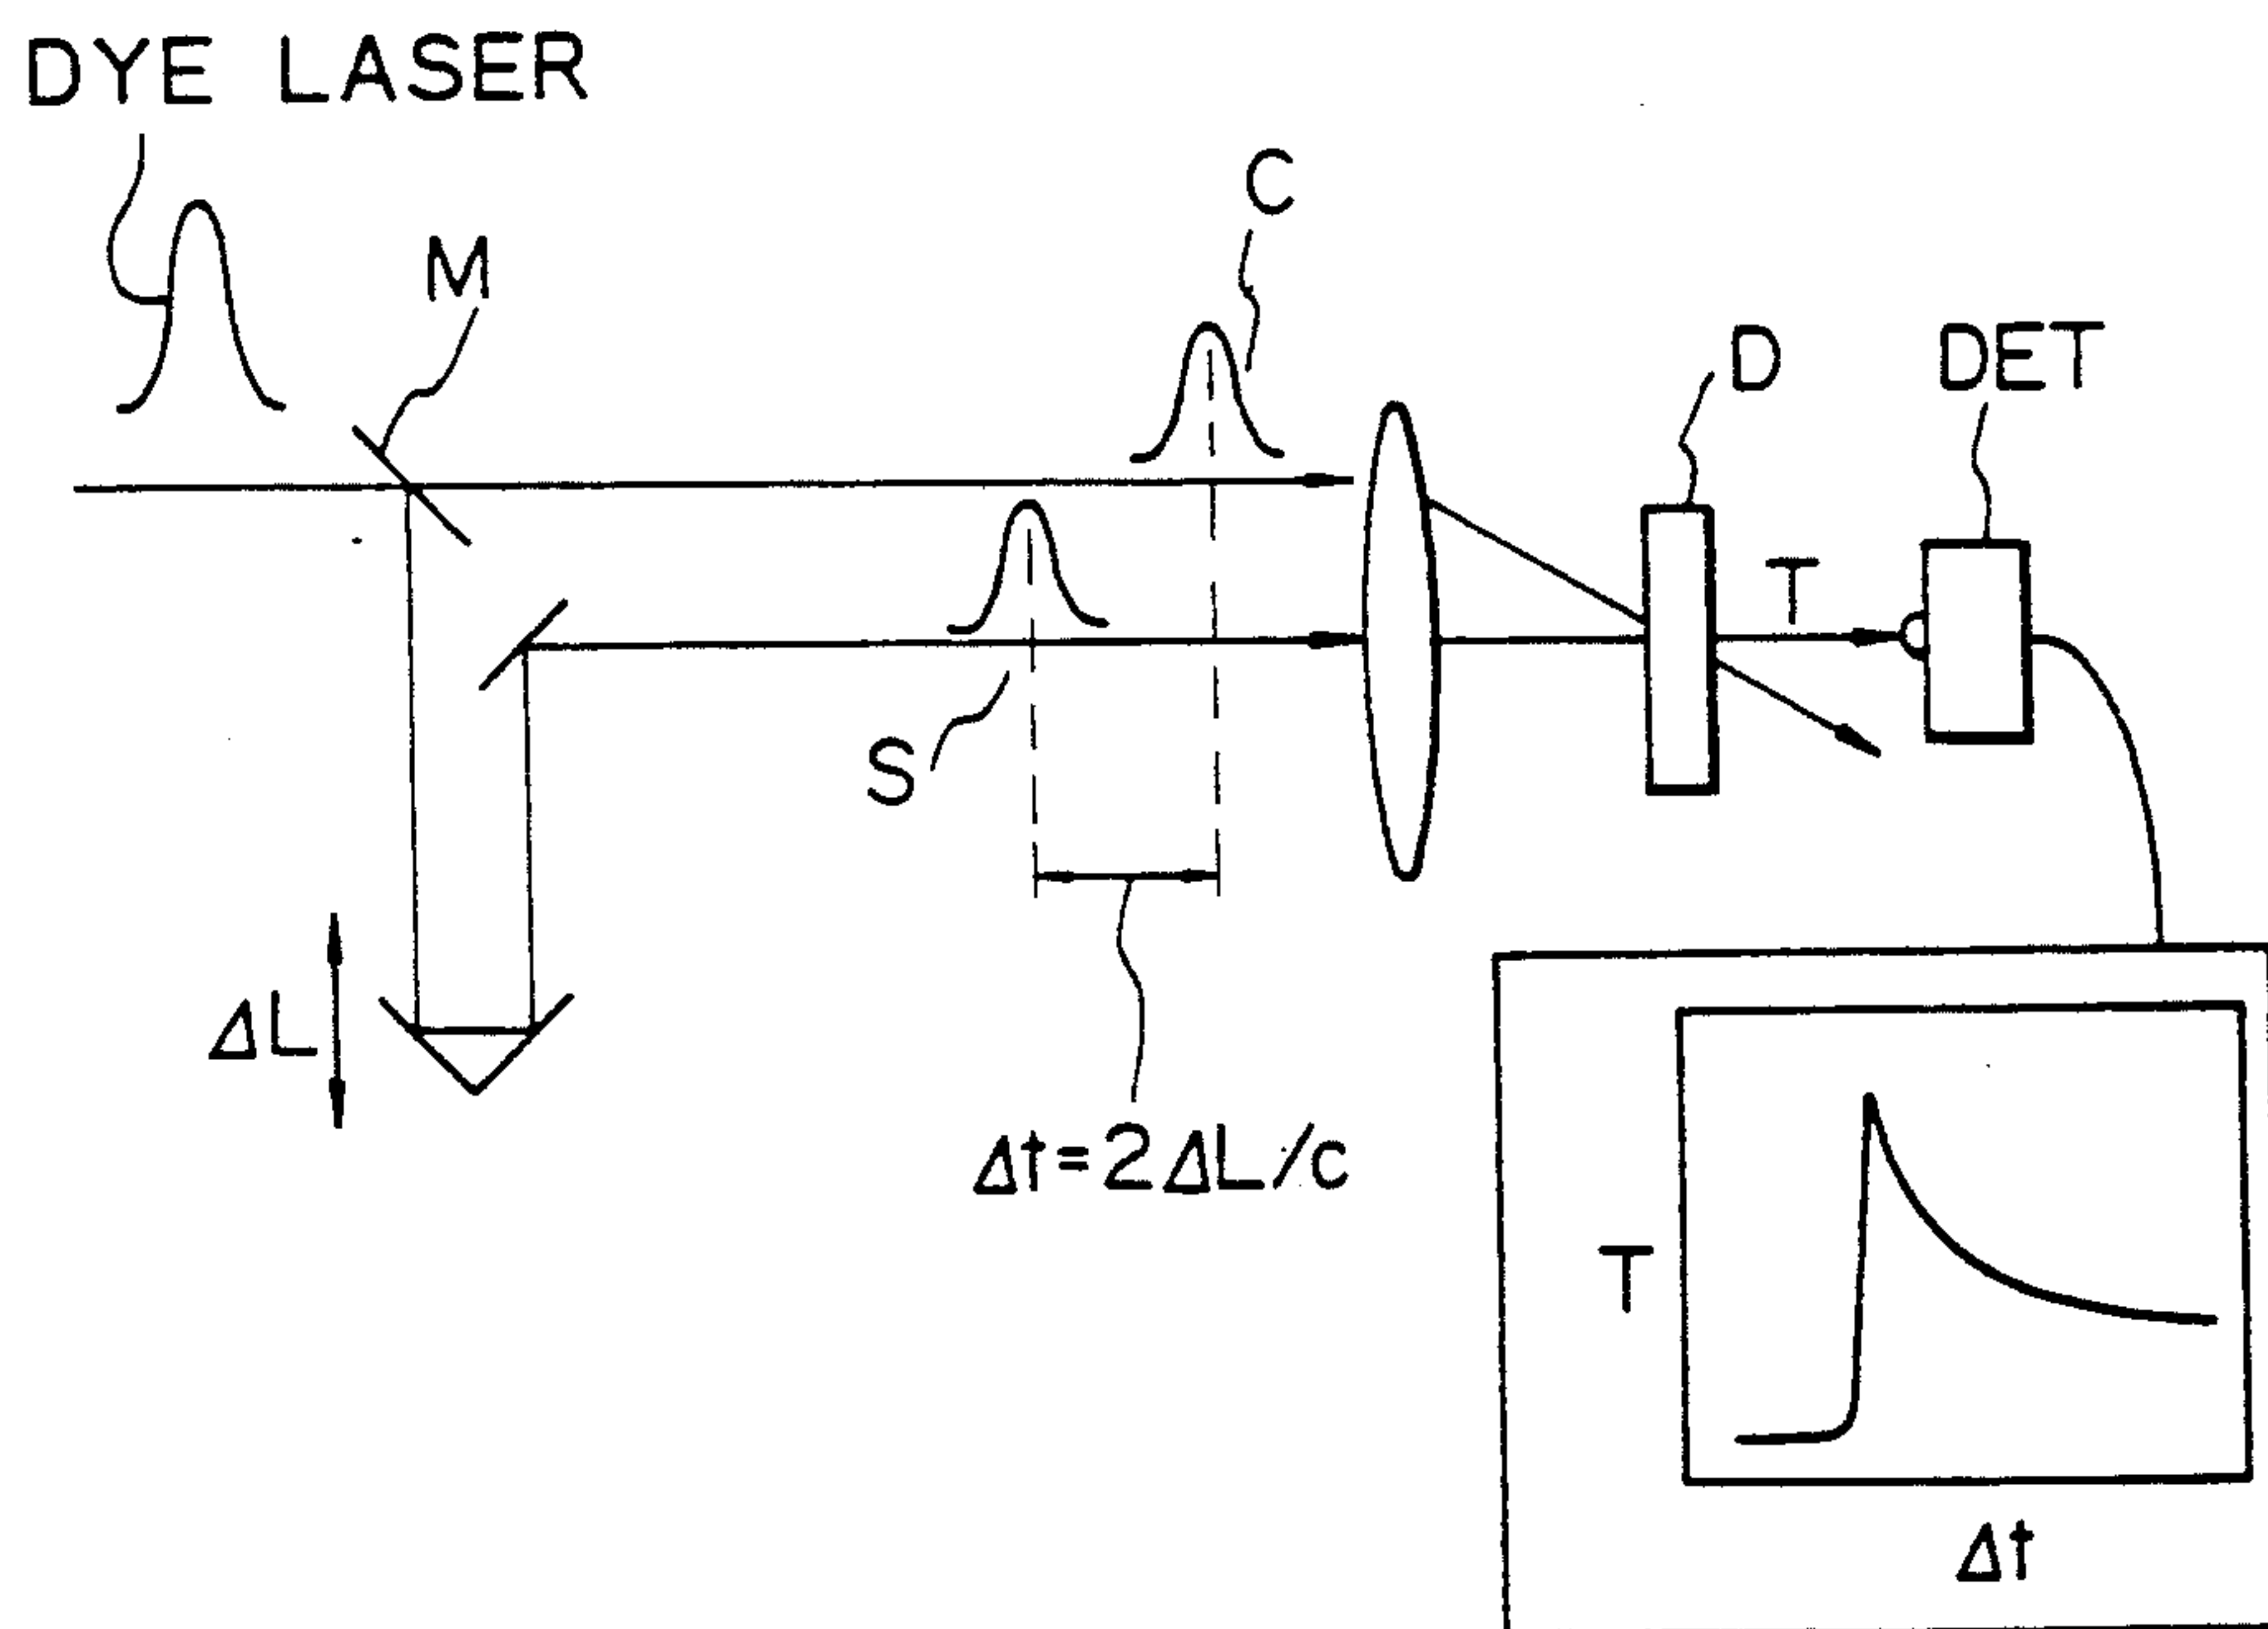 DYE LASER
M
C
D
DET
T
S
ΔL
Δt=2ΔL/c
T
Δt